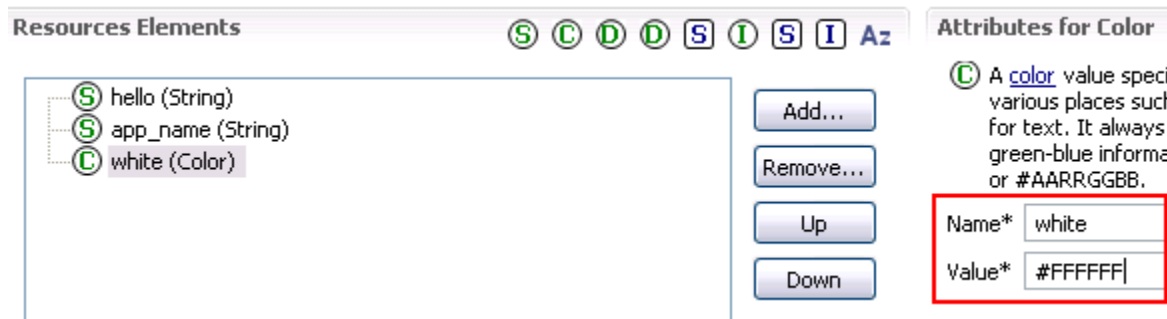 Resources Elements
S C D D S I S I Az
S hello (String)
S app_name (String)
C white (Color)
Add...
Remove...
Up
Down
Attributes for Color
C A color value speci
various places such
for text. It always
green-blue informa
or #AARRGGBB.
Name* white
Value* #FFFFFF